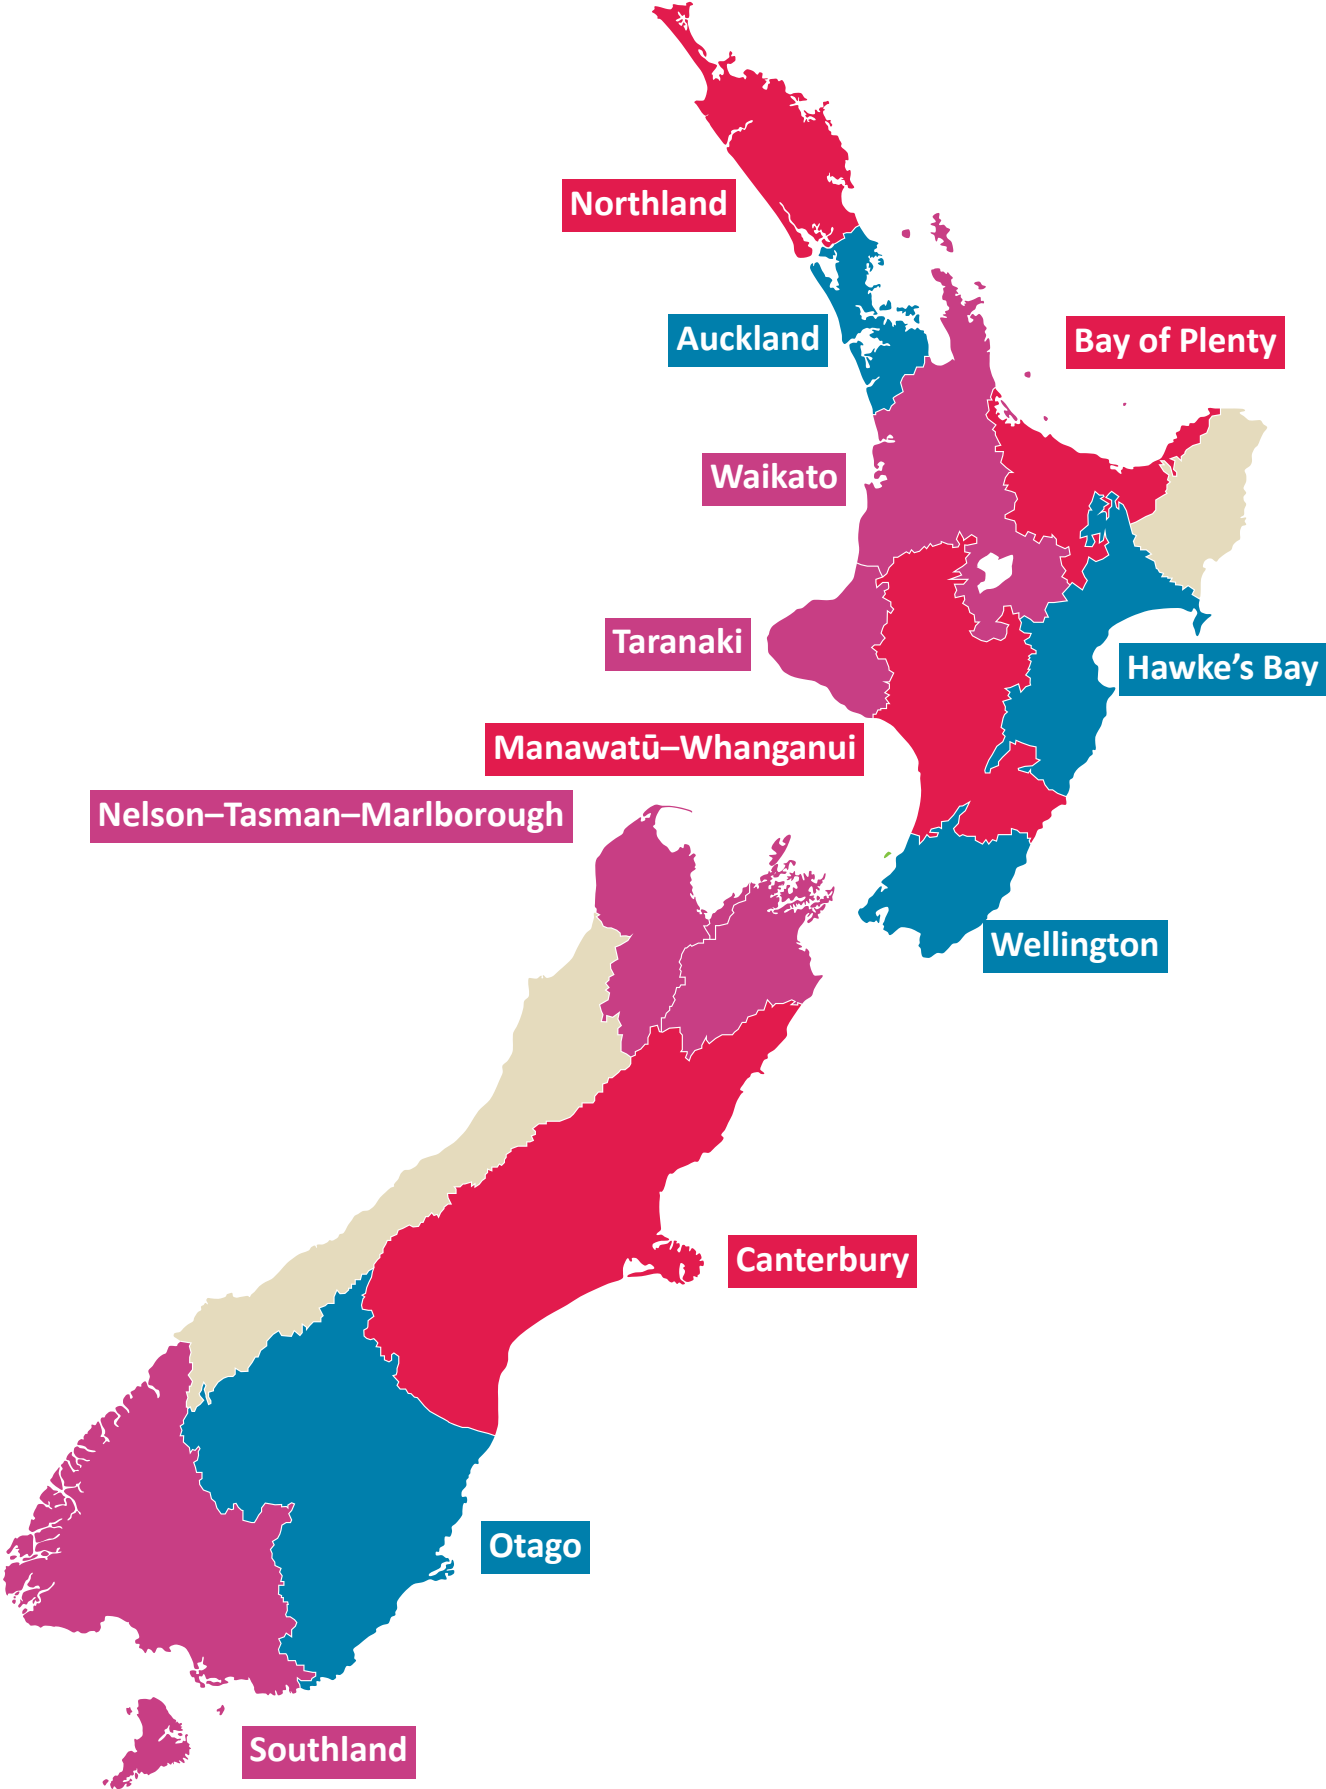 Northland
Auckland
Bay of Plenty
Waikato
Taranaki
Hawke’s Bay
Manawatū–Whanganui
Nelson–Tasman–Marlborough
Wellington
Canterbury
Otago
Southland